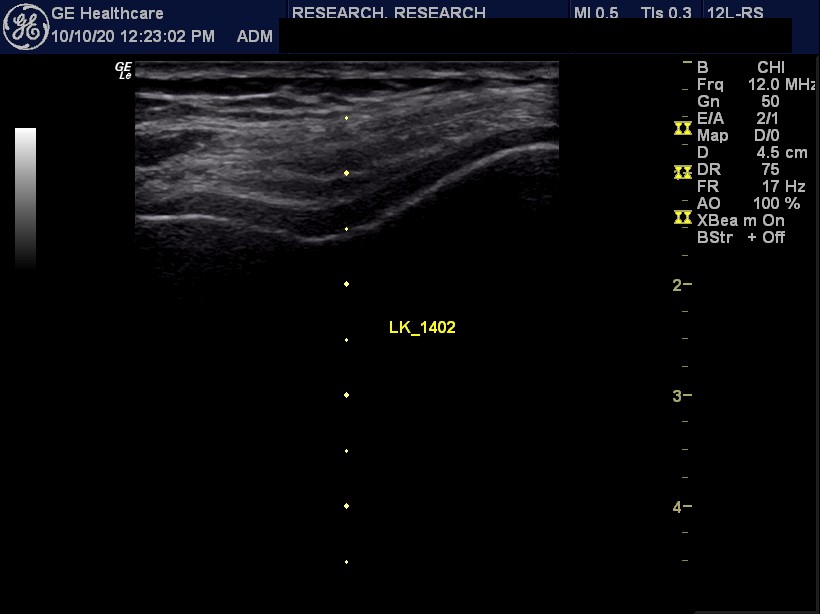 GE Healthcare
RESEARCH, RESEARCH
MI 0.5 TIs 0.3 12L-RS
10/10/20 12:23:02 PM ADM
GE
Le
B CHI
Frq 12.0 MHz
Gn 50
E/A 2/1
Map D/0
D 4.5 cm
DR 75
FR 17 Hz
AO 100 %
XBeam On
BStr + Off
2
LK_1402
3
4